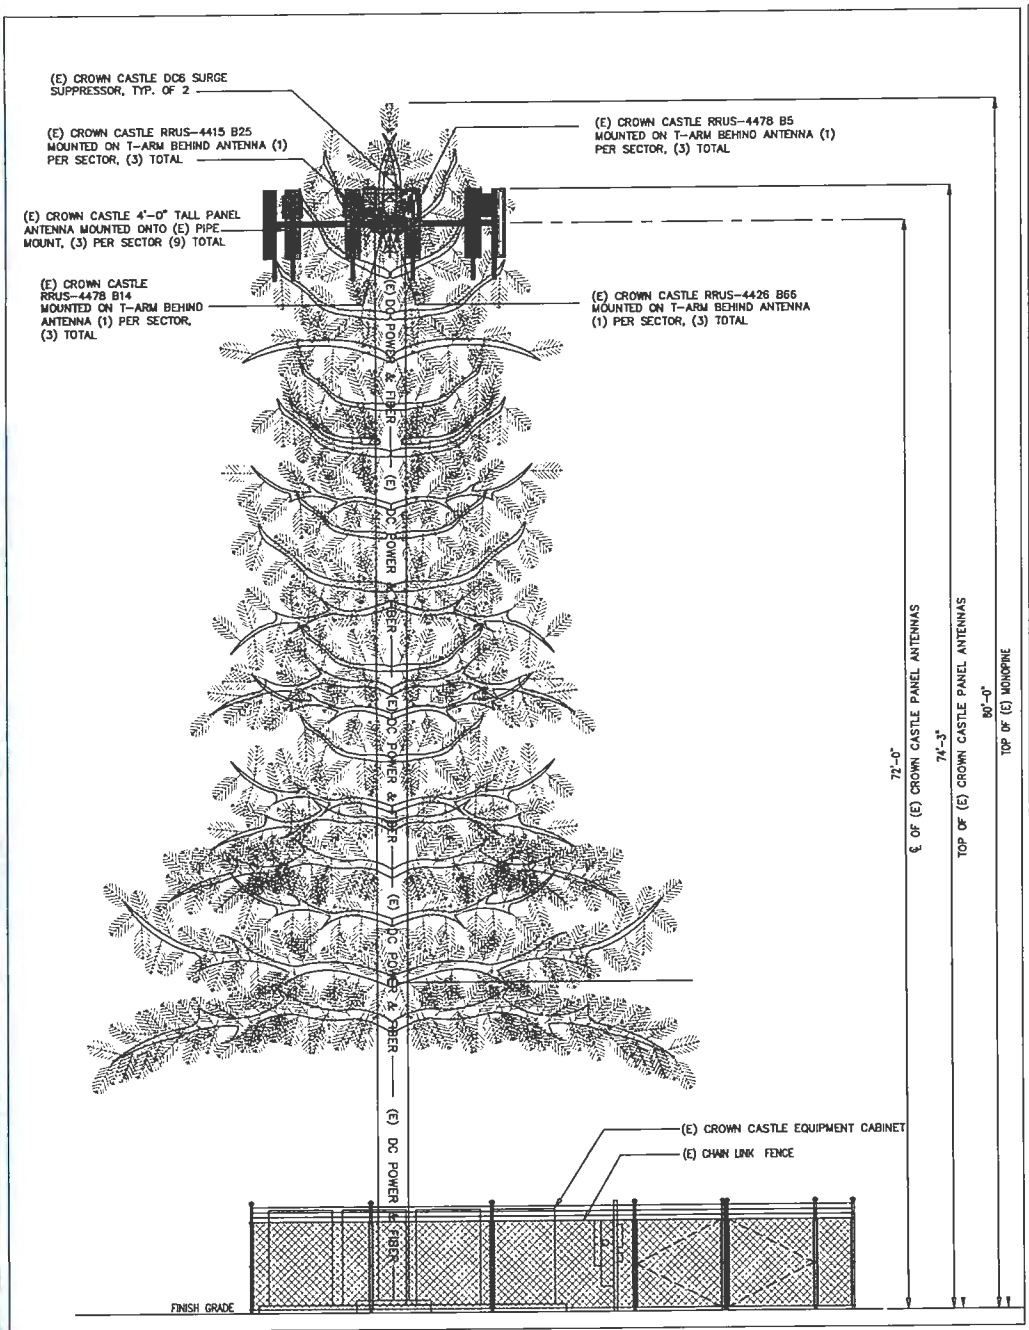 (E) CROWN CASTLE DC6 SURGE
SUPPRESSOR, TYP. OF 2
(E) CROWN CASTLE RRUS-4415 B25
MOUNTED ON T-ARM BEHIND ANTENNA (1)
PER SECTOR, (3) TOTAL
(E) CROWN CASTLE RRUS-4478 B5
MOUNTED ON T-ARM BEHIND ANTENNA (1)
PER SECTOR, (3) TOTAL
(E) CROWN CASTLE 4'-0" TALL PANEL
ANTENNA MOUNTED ONTO (E) PIPE
MOUNT, (3) PER SECTOR (9) TOTAL
(E) CROWN CASTLE
RRUS-4478 B14
MOUNTED ON T-ARM BEHIND
ANTENNA (1) PER SECTOR,
(3) TOTAL
(E) CROWN CASTLE RRUS-4426 B66
MOUNTED ON T-ARM BEHIND ANTENNA
(1) PER SECTOR, (3) TOTAL
(E) DC POWER & FIBER
(E) DC POWER & FIBER
(E) DC POWER & FIBER
(E) DC POWER & FIBER
(E) DC POWER & FIBER
72'-0"
℄ OF (E) CROWN CASTLE PANEL ANTENNAS
74'-3"
TOP OF (E) CROWN CASTLE PANEL ANTENNAS
80'-0"
TOP OF (E) MONOPINE
(E) CROWN CASTLE EQUIPMENT CABINET
(E) CHAIN LINK FENCE
FINISH GRADE